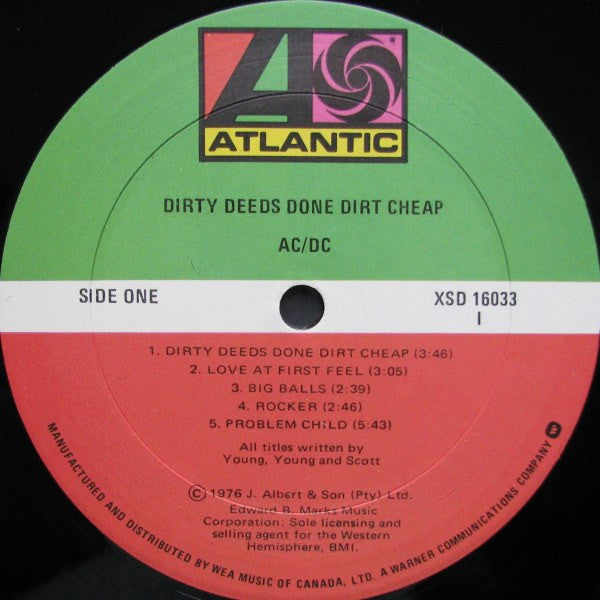 ATLANTIC
DIRTY DEEDS DONE DIRT CHEAP
AC/DC
SIDE ONE
XSD 16033
I
1. DIRTY DEEDS DONE DIRT CHEAP (3:46)
2. LOVE AT FIRST FEEL (3:05)
3. BIG BALLS (2:39)
4. ROCKER (2:46)
5. PROBLEM CHILD (5:43)
All titles written by
Young, Young and Scott
Ⓒ 1976 J. Albert & Son (Pty) Ltd.
Edward B. Marks Music
Corporation: Sole licensing and
selling agent for the Western
Hemisphere, BMI.
MANUFACTURED AND DISTRIBUTED BY WEA MUSIC OF CANADA, LTD. A WARNER COMMUNICATIONS COMPANY